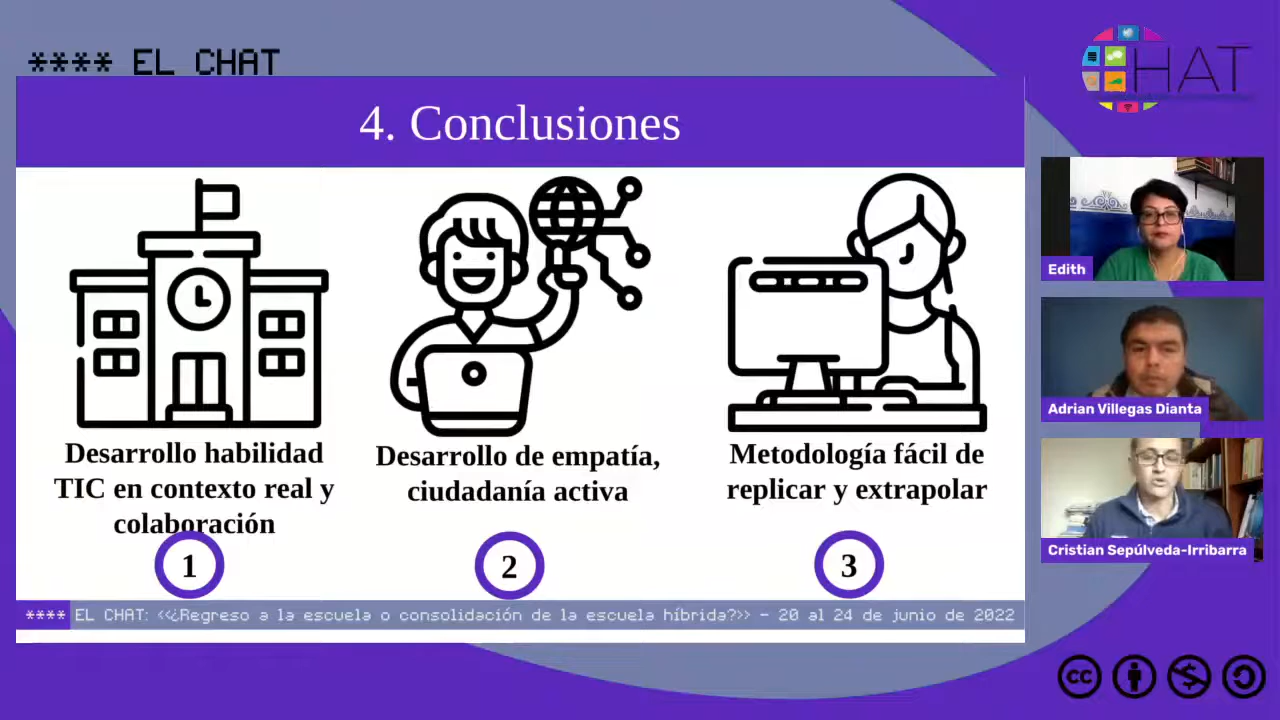 **** EL CHAT
HAT
4. Conclusiones
Desarrollo habilidad
TIC en contexto real y
colaboración
1
Desarrollo de empatía,
ciudadanía activa
2
Metodología fácil de
replicar y extrapolar
3
Edith
Adrian Villegas Dianta
Cristian Sepúlveda-Irribarra
**** EL CHAT: <<¿Regreso a la escuela o consolidación de la escuela híbrida?>> - 20 al 24 de junio de 2022
CC